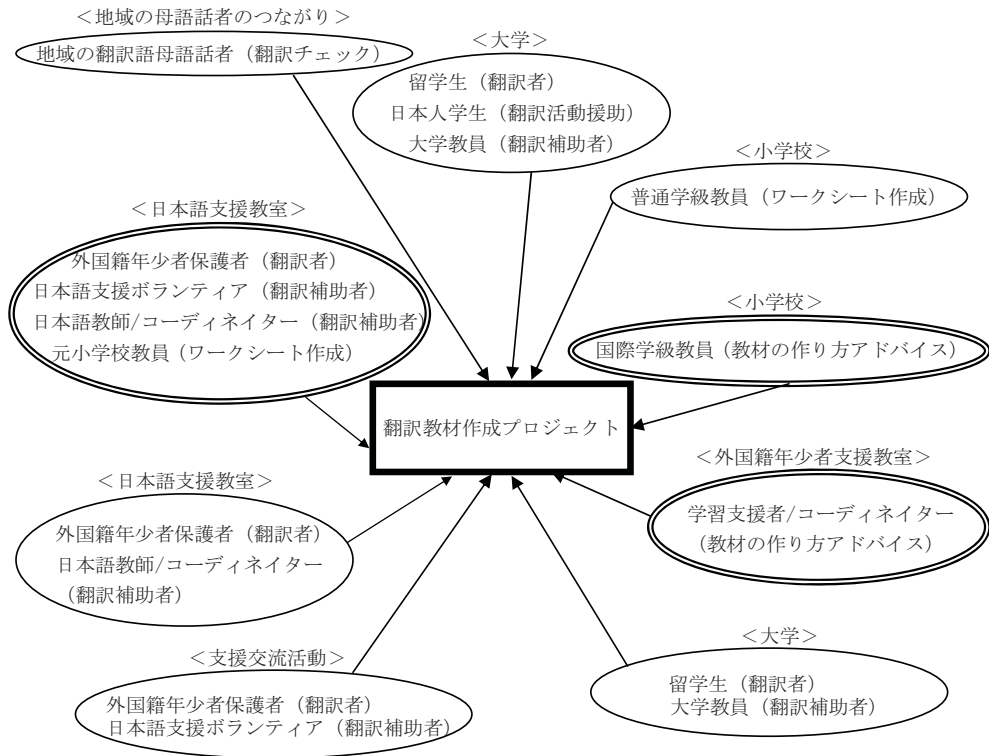 ＜地域の母語話者のつながり＞
地域の翻訳語母語話者（翻訳チェック）
＜大学＞
留学生（翻訳者）
日本人学生（翻訳活動援助）
大学教員（翻訳補助者）
＜小学校＞
普通学級教員（ワークシート作成）
＜日本語支援教室＞
外国籍年少者保護者（翻訳者）
日本語支援ボランティア（翻訳補助者）
日本語教師/コーディネイター（翻訳補助者）
元小学校教員（ワークシート作成）
＜小学校＞
国際学級教員（教材の作り方アドバイス）
翻訳教材作成プロジェクト
＜外国籍年少者支援教室＞
学習支援者/コーディネイター
（教材の作り方アドバイス）
＜日本語支援教室＞
外国籍年少者保護者（翻訳者）
日本語教師/コーディネイター
（翻訳補助者）
＜支援交流活動＞
外国籍年少者保護者（翻訳者）
日本語支援ボランティア（翻訳補助者）
＜大学＞
留学生（翻訳者）
大学教員（翻訳補助者）